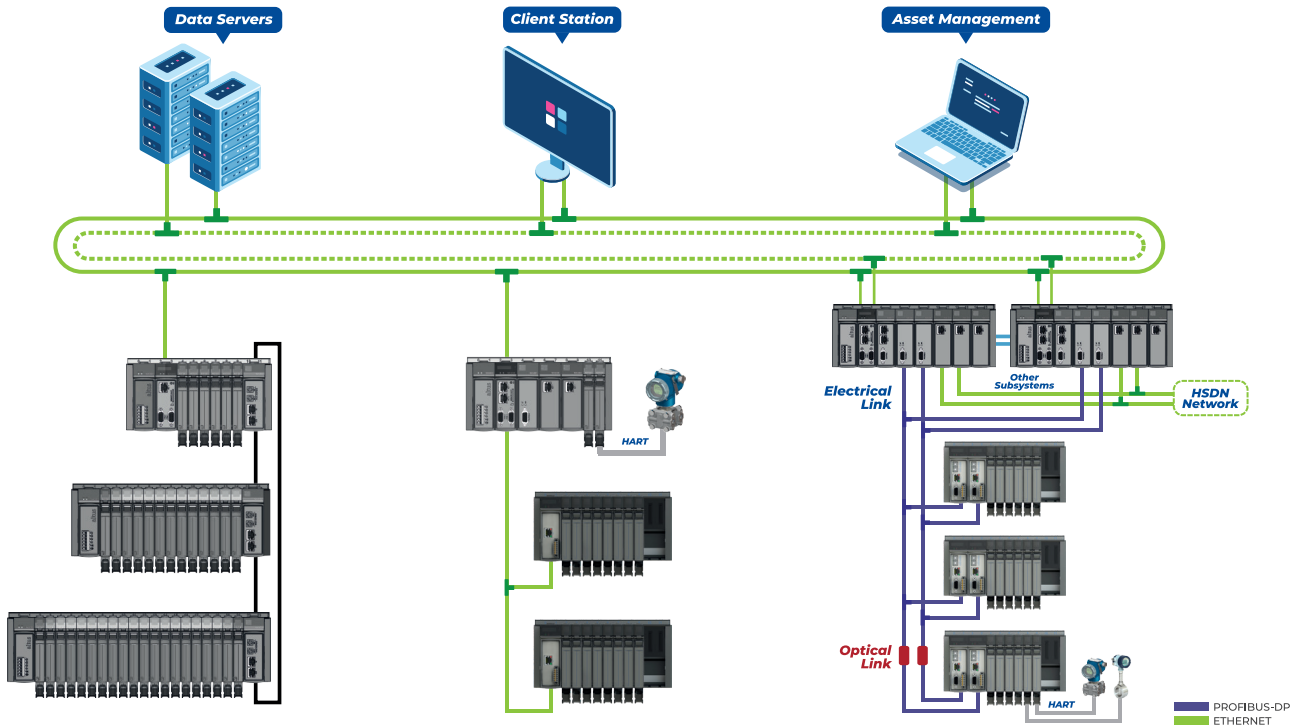 Data Servers
Client Station
Asset Management
Other
Subsystems
Electrical
Link
HSDN
Network
HART
Optical
Link
HART
PROFIBUS-DP
ETHERNET